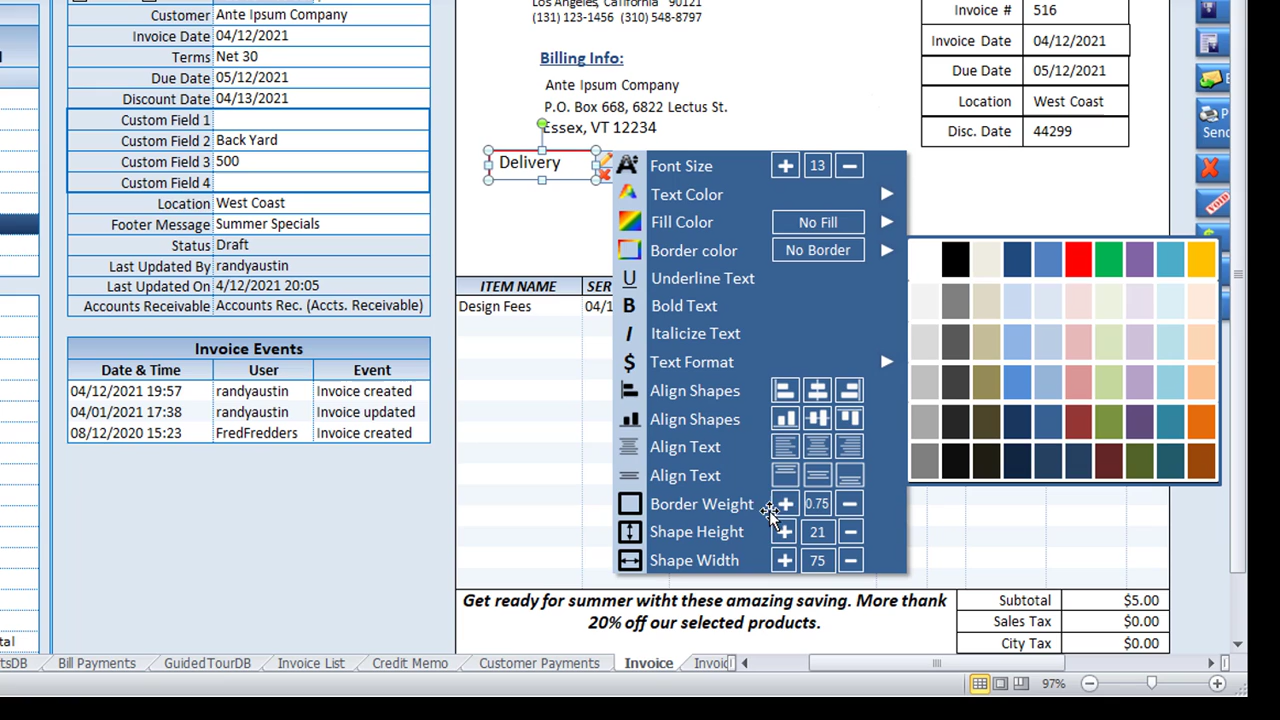 Customer Ante Ipsum Company
Invoice Date 04/12/2021
Terms Net 30
Due Date 05/12/2021
Discount Date 04/13/2021
Custom Field 1
Custom Field 2 Back Yard
Custom Field 3 500
Custom Field 4
Location West Coast
Footer Message Summer Specials
Status Draft
Last Updated By randyaustin
Last Updated On 4/12/2021 20:05
Accounts Receivable Accounts Rec. (Accts. Receivable)
Invoice Events
Date & Time User Event
04/12/2021 19:57 randyaustin Invoice created
04/01/2021 17:38 randyaustin Invoice updated
08/12/2020 15:23 FredFredders Invoice created
Los Angeles, California 90121
(131) 123-1456 (310) 548-8797
Billing Info:
Ante Ipsum Company
P.O. Box 668, 6822 Lectus St.
Essex, VT 12234
Delivery
Invoice # 516
Invoice Date 04/12/2021
Due Date 05/12/2021
Location West Coast
Disc. Date 44299
Send
VOID
ITEM NAME SER
Design Fees 04/1
Font Size 13
Text Color
Fill Color No Fill
Border color No Border
U Underline Text
B Bold Text
I Italicize Text
$ Text Format
Align Shapes
Align Shapes
Align Text
Align Text
Border Weight 0.75
Shape Height 21
Shape Width 75
Get ready for summer witht these amazing saving. More thank
20% off our selected products.
Subtotal $5.00
Sales Tax $0.00
City Tax $0.00
tal
tsDB Bill Payments GuidedTourDB Invoice List Credit Memo Customer Payments Invoice Invoic
97%